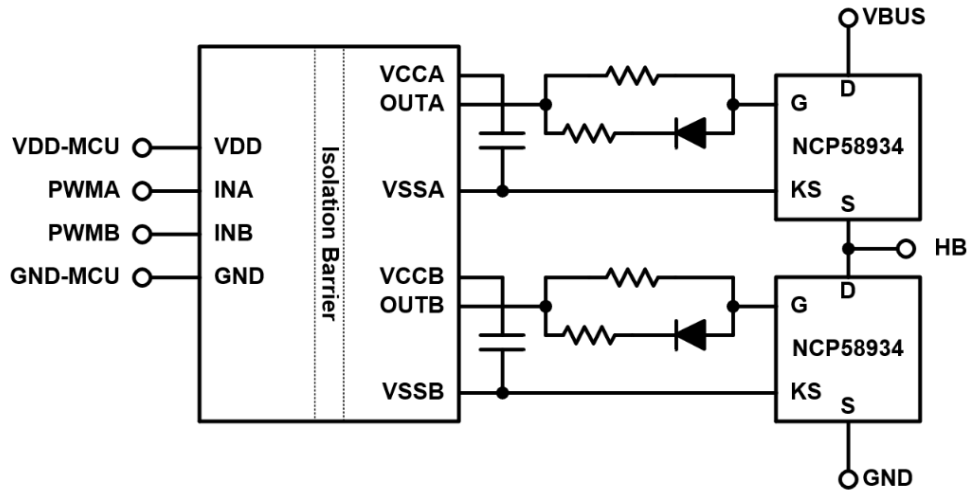 VBUS
VCCA
OUTA
G
D
NCP58934
VDD-MCU
VDD
PWMA
INA
VSSA
KS
S
PWMB
INB
HB
GND-MCU
GND
Isolation Barrier
VCCB
OUTB
G
D
NCP58934
VSSB
KS
S
GND